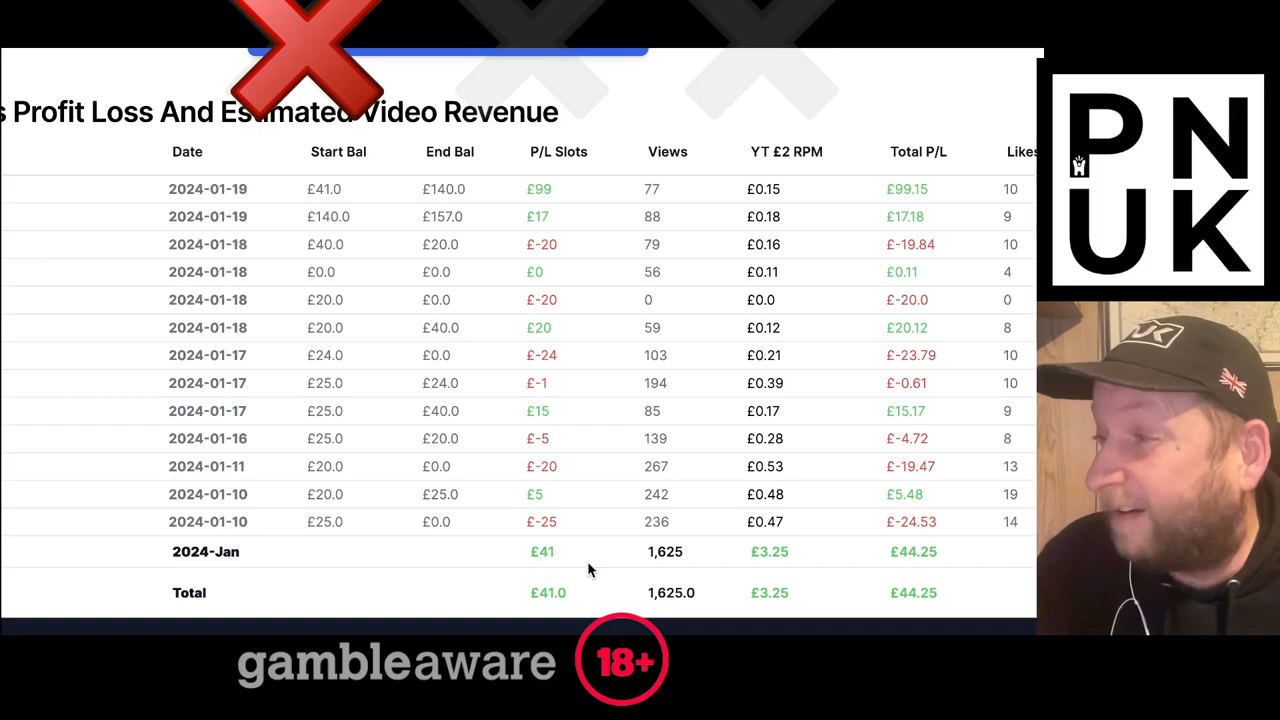 s Profit Loss And Estimated Video Revenue
Date Start Bal End Bal P/L Slots Views YT £2 RPM Total P/L Likes
2024-01-19 £41.0 £140.0 £99 77 £0.15 £99.15 10
2024-01-19 £140.0 £157.0 £17 88 £0.18 £17.18 9
2024-01-18 £40.0 £20.0 £-20 79 £0.16 £-19.84 10
2024-01-18 £0.0 £0.0 £0 56 £0.11 £0.11 4
2024-01-18 £20.0 £0.0 £-20 0 £0.0 £-20.0 0
2024-01-18 £20.0 £40.0 £20 59 £0.12 £20.12 8
2024-01-17 £24.0 £0.0 £-24 103 £0.21 £-23.79 10
2024-01-17 £25.0 £24.0 £-1 194 £0.39 £-0.61 10
2024-01-17 £25.0 £40.0 £15 85 £0.17 £15.17 9
2024-01-16 £25.0 £20.0 £-5 139 £0.28 £-4.72 8
2024-01-11 £20.0 £0.0 £-20 267 £0.53 £-19.47 13
2024-01-10 £20.0 £25.0 £5 242 £0.48 £5.48 19
2024-01-10 £25.0 £0.0 £-25 236 £0.47 £-24.53 14
2024-Jan £41 1,625 £3.25 £44.25
Total £41.0 1,625.0 £3.25 £44.25
PN
UK
UK
gambleaware 18+